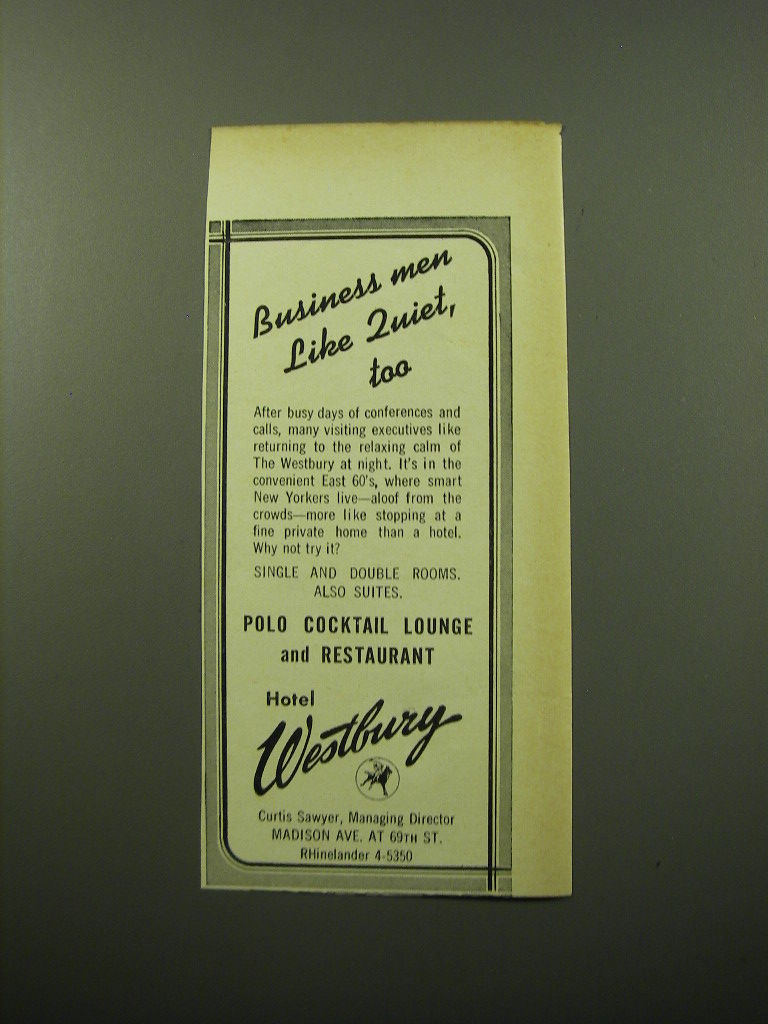 Business men
Like Quiet,
too
After busy days of conferences and
calls, many visiting executives like
returning to the relaxing calm of
The Westbury at night. It's in the
convenient East 60's, where smart
New Yorkers live—aloof from the
crowds—more like stopping at a
fine private home than a hotel.
Why not try it?
SINGLE AND DOUBLE ROOMS.
ALSO SUITES.
POLO COCKTAIL LOUNGE
and RESTAURANT
Hotel
Westbury
Curtis Sawyer, Managing Director
MADISON AVE. AT 69TH ST.
RHinelander 4-5350